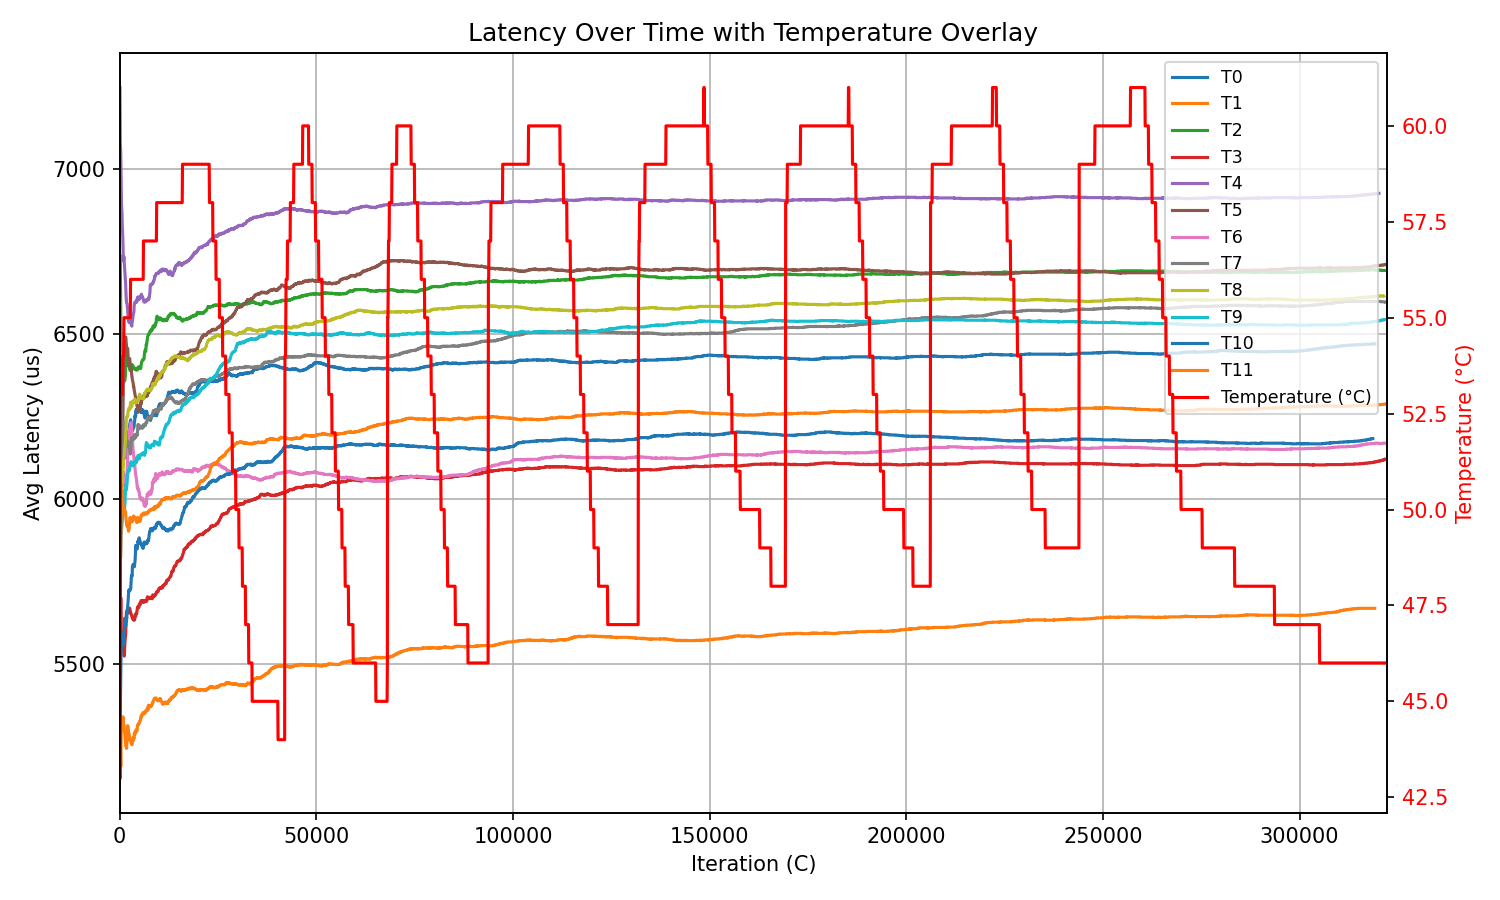 Latency Over Time with Temperature Overlay
T0
T1
T2
T3
T4
T5
T6
T7
T8
T9
T10
T11
Temperature (°C)
Avg Latency (us)
7000
6500
6000
5500
60.0
57.5
55.0
52.5
50.0
47.5
45.0
42.5
Temperature (°C)
0
50000
100000
150000
200000
250000
300000
Iteration (C)